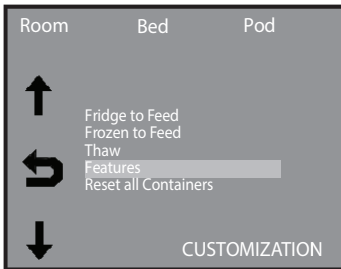 Room Bed Pod
Fridge to Feed
Frozen to Feed
Thaw
Features
Reset all Containers
CUSTOMIZATION